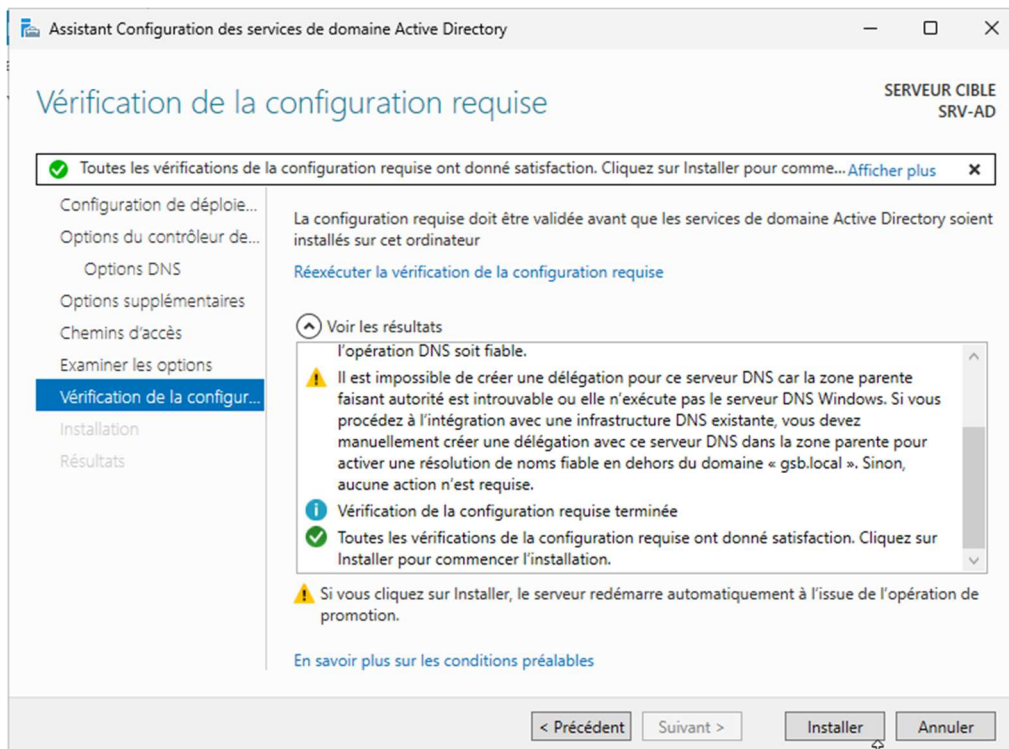 Assistant Configuration des services de domaine Active Directory
Vérification de la configuration requise
SERVEUR CIBLE
SRV-AD
Toutes les vérifications de la configuration requise ont donné satisfaction. Cliquez sur Installer pour comme... Afficher plus
Configuration de déploie...
Options du contrôleur de...
Options DNS
Options supplémentaires
Chemins d'accès
Examiner les options
Vérification de la configur...
Installation
Résultats
La configuration requise doit être validée avant que les services de domaine Active Directory soient
installés sur cet ordinateur
Réexécuter la vérification de la configuration requise
Voir les résultats
l'opération DNS soit fiable.
Il est impossible de créer une délégation pour ce serveur DNS car la zone parente
faisant autorité est introuvable ou elle n'exécute pas le serveur DNS Windows. Si vous
procédez à l'intégration avec une infrastructure DNS existante, vous devez
manuellement créer une délégation avec ce serveur DNS dans la zone parente pour
activer une résolution de noms fiable en dehors du domaine « gsb.local ». Sinon,
aucune action n'est requise.
Vérification de la configuration requise terminée
Toutes les vérifications de la configuration requise ont donné satisfaction. Cliquez sur
Installer pour commencer l'installation.
Si vous cliquez sur Installer, le serveur redémarre automatiquement à l'issue de l'opération de
promotion.
En savoir plus sur les conditions préalables
< Précédent
Suivant >
Installer
Annuler